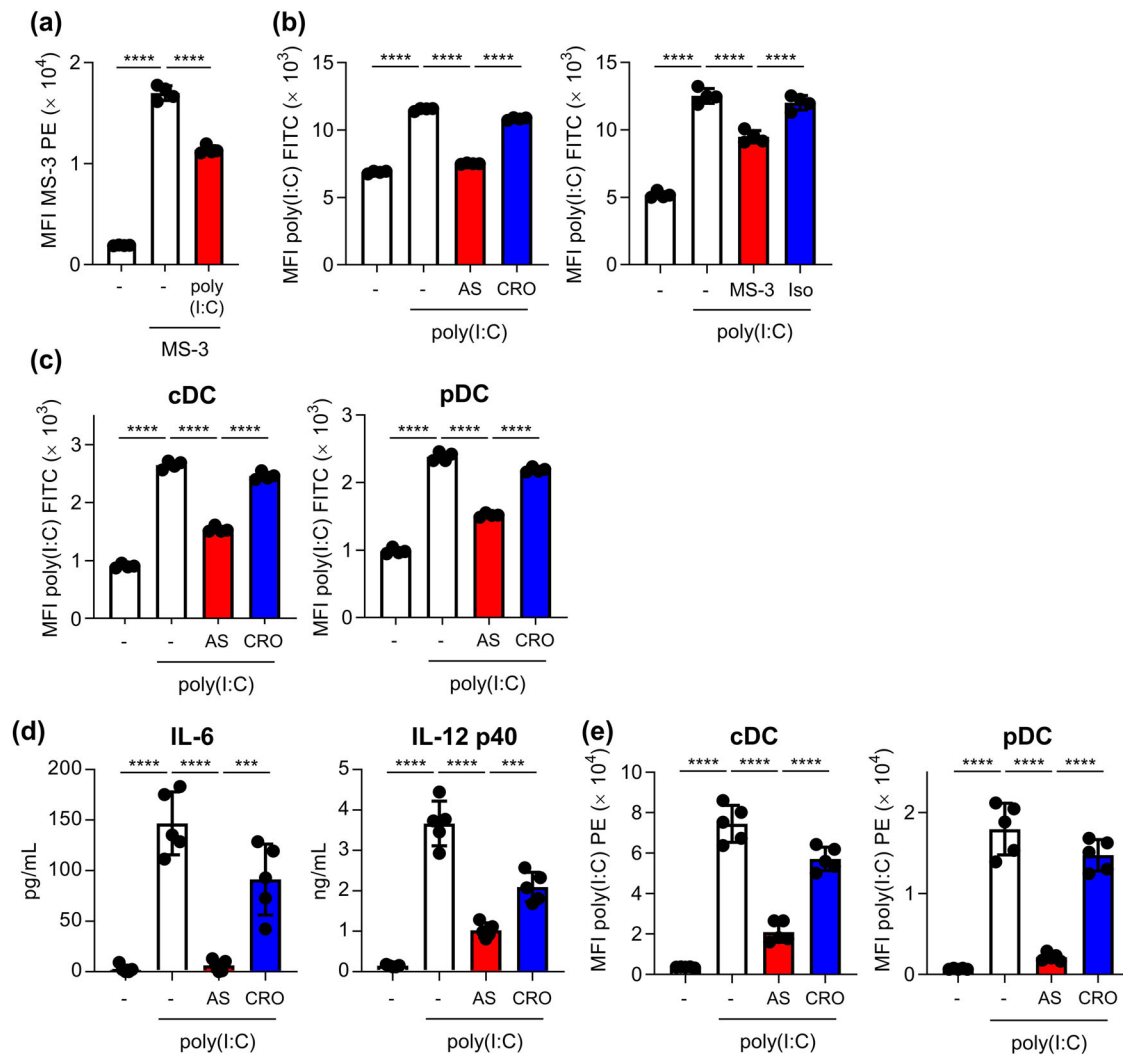 (a)
MFI MS-3 PE (× 10⁴)
2
1
0
**** ****
- - poly
(I:C)
MS-3
(b)
MFI poly(I:C) FITC (× 10³)
15
10
5
0
**** **** ****
- - AS CRO
poly(I:C)
MFI poly(I:C) FITC (× 10³)
15
10
5
0
**** **** ****
- - MS-3 Iso
poly(I:C)
(c)
cDC
MFI poly(I:C) FITC (× 10³)
3
2
1
0
**** **** ****
- - AS CRO
poly(I:C)
pDC
MFI poly(I:C) FITC (× 10³)
3
2
1
0
**** **** ****
- - AS CRO
poly(I:C)
(d)
IL-6
pg/mL
200
150
100
50
0
**** **** ***
- - AS CRO
poly(I:C)
IL-12 p40
ng/mL
5
4
3
2
1
0
**** **** ***
- - AS CRO
poly(I:C)
(e)
cDC
MFI poly(I:C) PE (× 10⁴)
10
8
6
4
2
0
**** **** ****
- - AS CRO
poly(I:C)
pDC
MFI poly(I:C) PE (× 10⁴)
2
1
0
**** **** ****
- - AS CRO
poly(I:C)